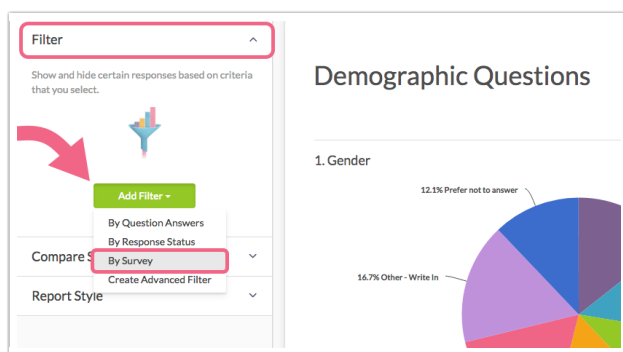 Filter
Show and hide certain responses based on criteria
that you select.
Add Filter
By Question Answers
By Response Status
By Survey
Create Advanced Filter
Compare S
Report Style
Demographic Questions
1. Gender
12.1% Prefer not to answer
16.7% Other - Write In